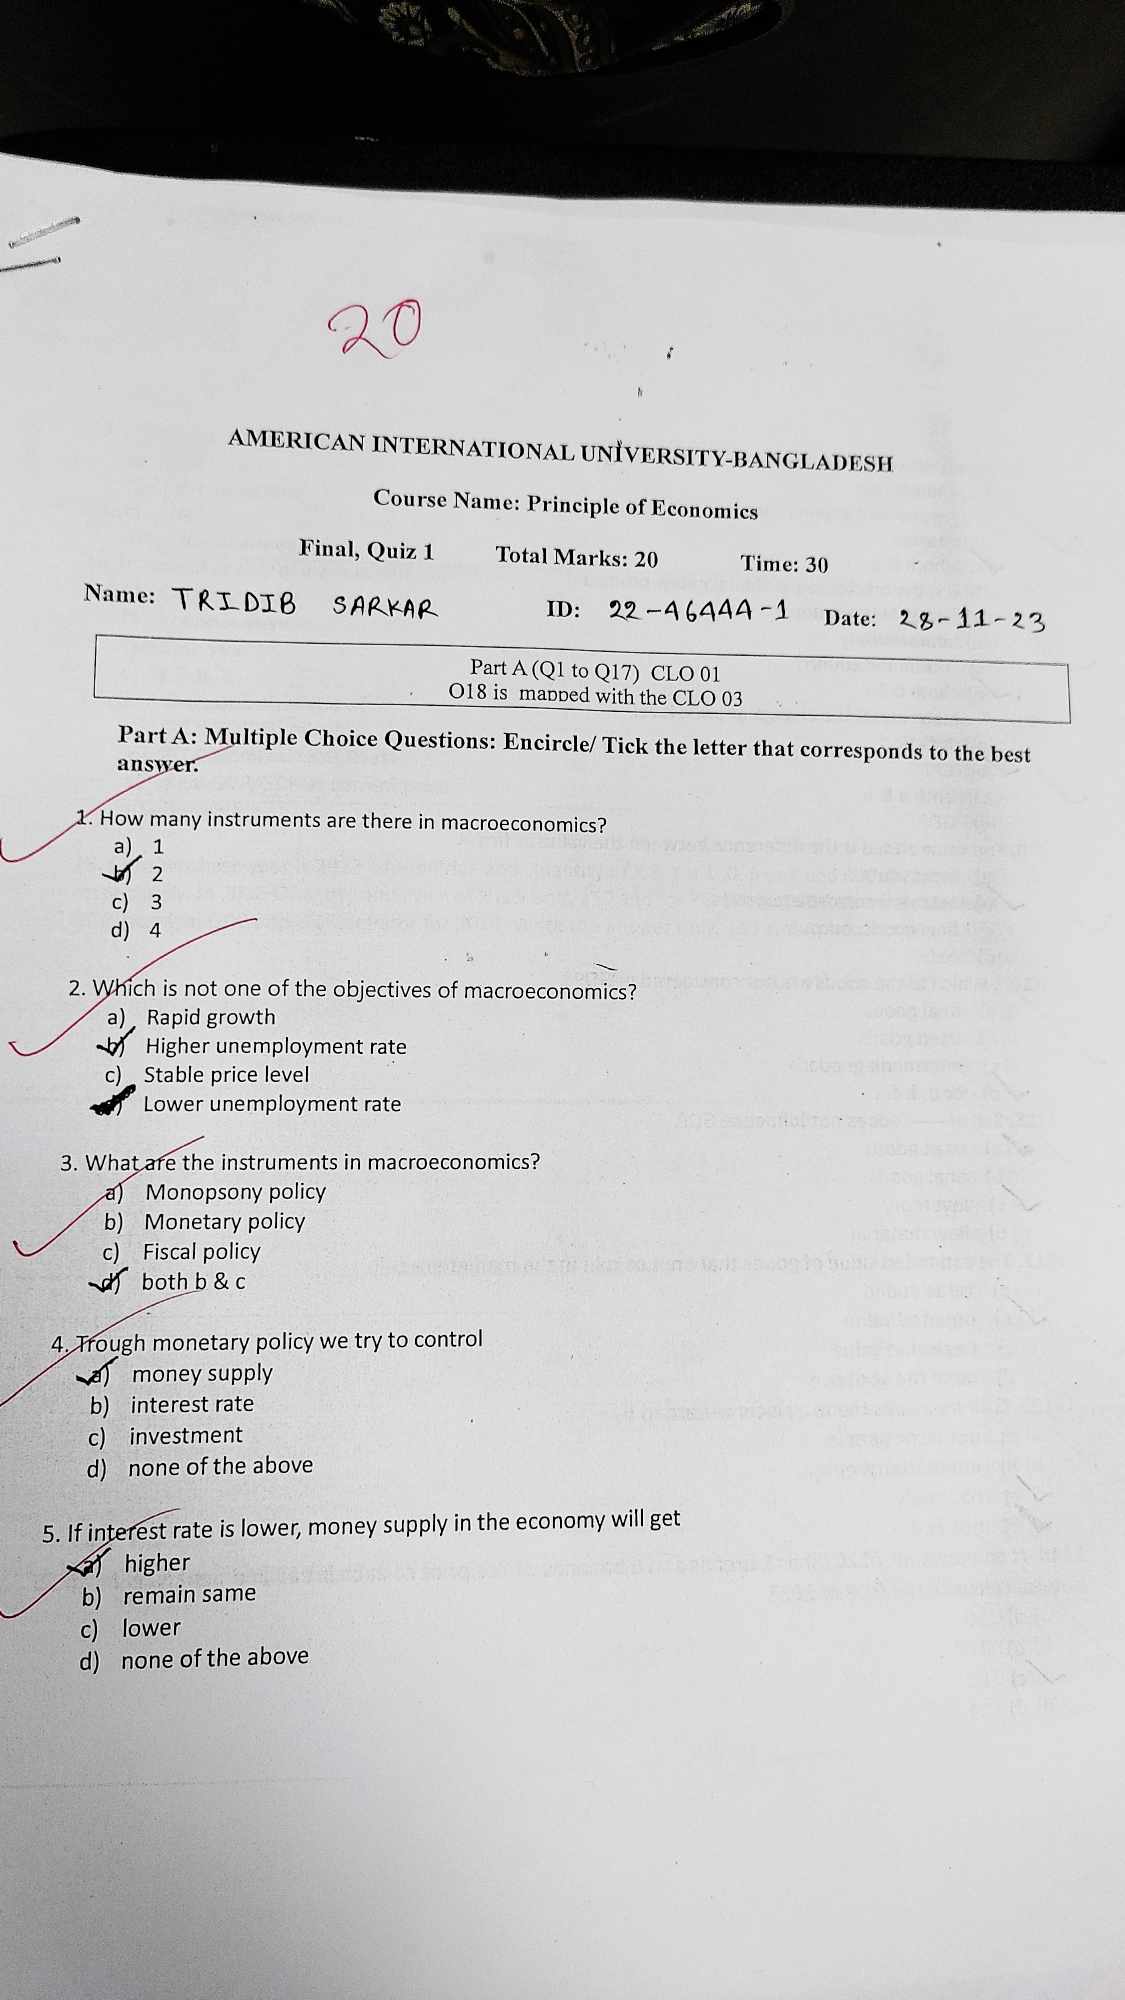 20
AMERICAN INTERNATIONAL UNIVERSITY-BANGLADESH
Course Name: Principle of Economics
Final, Quiz 1 Total Marks: 20 Time: 30
Name: TRIDIB SARKAR ID: 22-46444-1 Date: 28-11-23
Part A (Q1 to Q17) CLO 01
Q18 is mapped with the CLO 03
Part A: Multiple Choice Questions: Encircle/ Tick the letter that corresponds to the best
answer.
1. How many instruments are there in macroeconomics?
a) 1
b) 2
c) 3
d) 4
2. Which is not one of the objectives of macroeconomics?
a) Rapid growth
b) Higher unemployment rate
c) Stable price level
d) Lower unemployment rate
3. What are the instruments in macroeconomics?
a) Monopsony policy
b) Monetary policy
c) Fiscal policy
d) both b & c
4. Trough monetary policy we try to control
a) money supply
b) interest rate
c) investment
d) none of the above
5. If interest rate is lower, money supply in the economy will get
a) higher
b) remain same
c) lower
d) none of the above